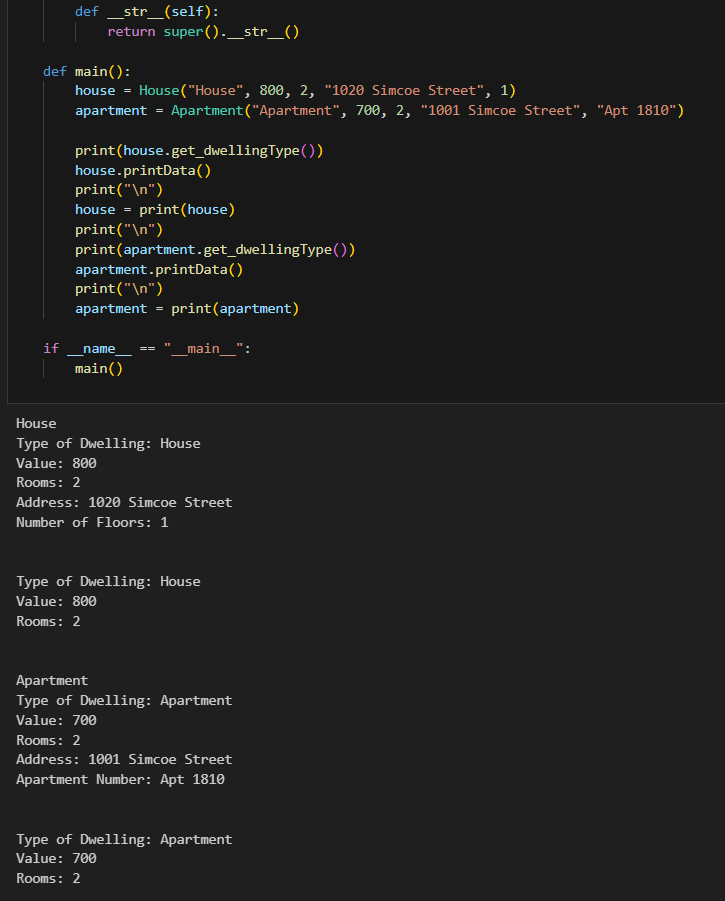 def __str__(self):
return super().__str__()
def main():
house = House("House", 800, 2, "1020 Simcoe Street", 1)
apartment = Apartment("Apartment", 700, 2, "1001 Simcoe Street", "Apt 1810")
print(house.get_dwellingType())
house.printData()
print("\n")
house = print(house)
print("\n")
print(apartment.get_dwellingType())
apartment.printData()
print("\n")
apartment = print(apartment)
if __name__ == "__main__":
main()
House
Type of Dwelling: House
Value: 800
Rooms: 2
Address: 1020 Simcoe Street
Number of Floors: 1
Type of Dwelling: House
Value: 800
Rooms: 2
Apartment
Type of Dwelling: Apartment
Value: 700
Rooms: 2
Address: 1001 Simcoe Street
Apartment Number: Apt 1810
Type of Dwelling: Apartment
Value: 700
Rooms: 2